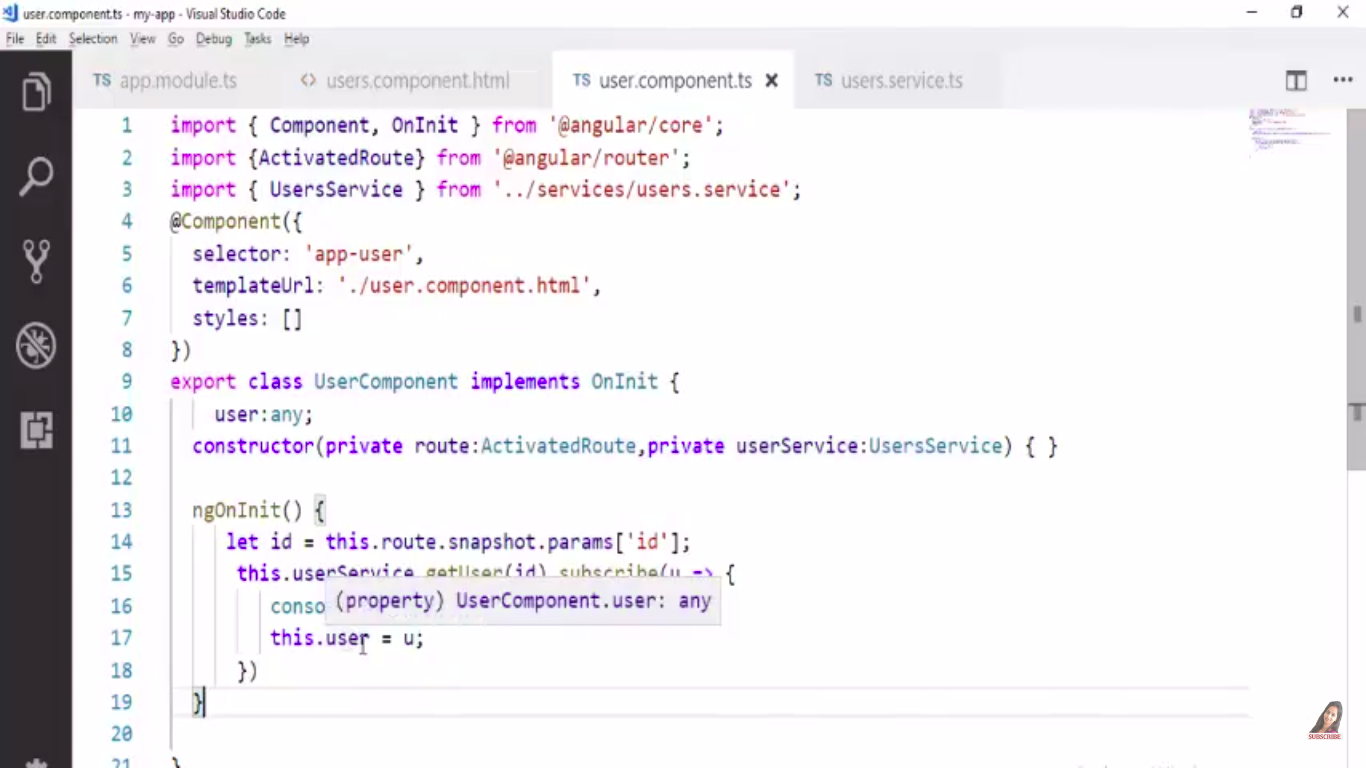 user.component.ts - my-app - Visual Studio Code
File Edit Selection View Go Debug Tasks Help
TS app.module.ts <> users.component.html TS user.component.ts × TS users.service.ts
1 import { Component, OnInit } from '@angular/core';
2 import {ActivatedRoute} from '@angular/router';
3 import { UsersService } from '../services/users.service';
4 @Component({
5 selector: 'app-user',
6 templateUrl: './user.component.html',
7 styles: []
8 })
9 export class UserComponent implements OnInit {
10 user:any;
11 constructor(private route:ActivatedRoute,private userService:UsersService) { }
12
13 ngOnInit() {
14 let id = this.route.snapshot.params['id'];
15 this.userService.getUser(id).subscribe(u => {
16 conso
(property) UserComponent.user: any
17 this.user = u;
18 })
19 }
20
21 }
SUBSCRIBE